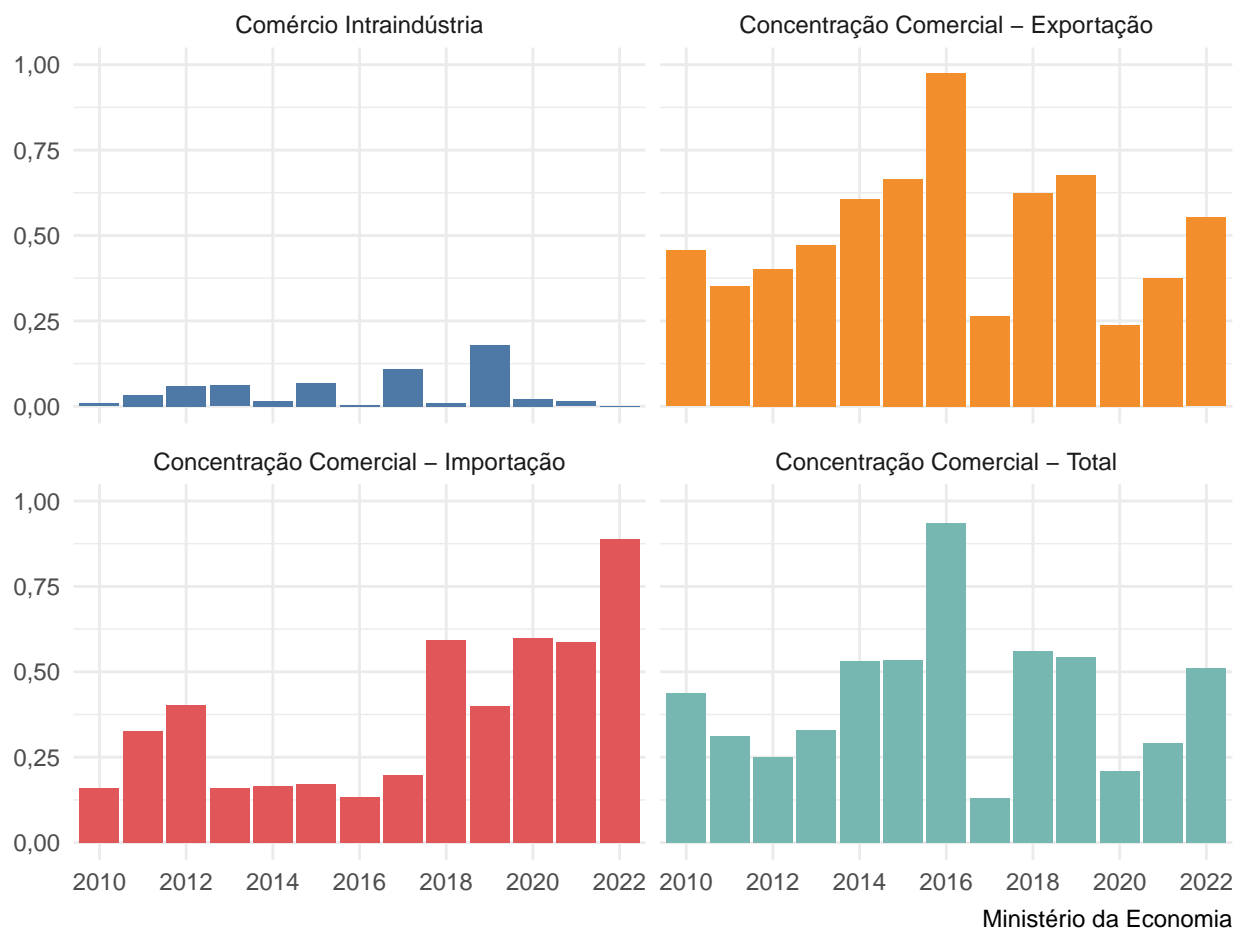 Comércio Intraindústria
Concentração Comercial – Exportação
1,00
0,75
0,50
0,25
0,00
Concentração Comercial – Importação
Concentração Comercial – Total
1,00
0,75
0,50
0,25
0,00
2010 2012 2014 2016 2018 2020 2022
2010 2012 2014 2016 2018 2020 2022
Ministério da Economia